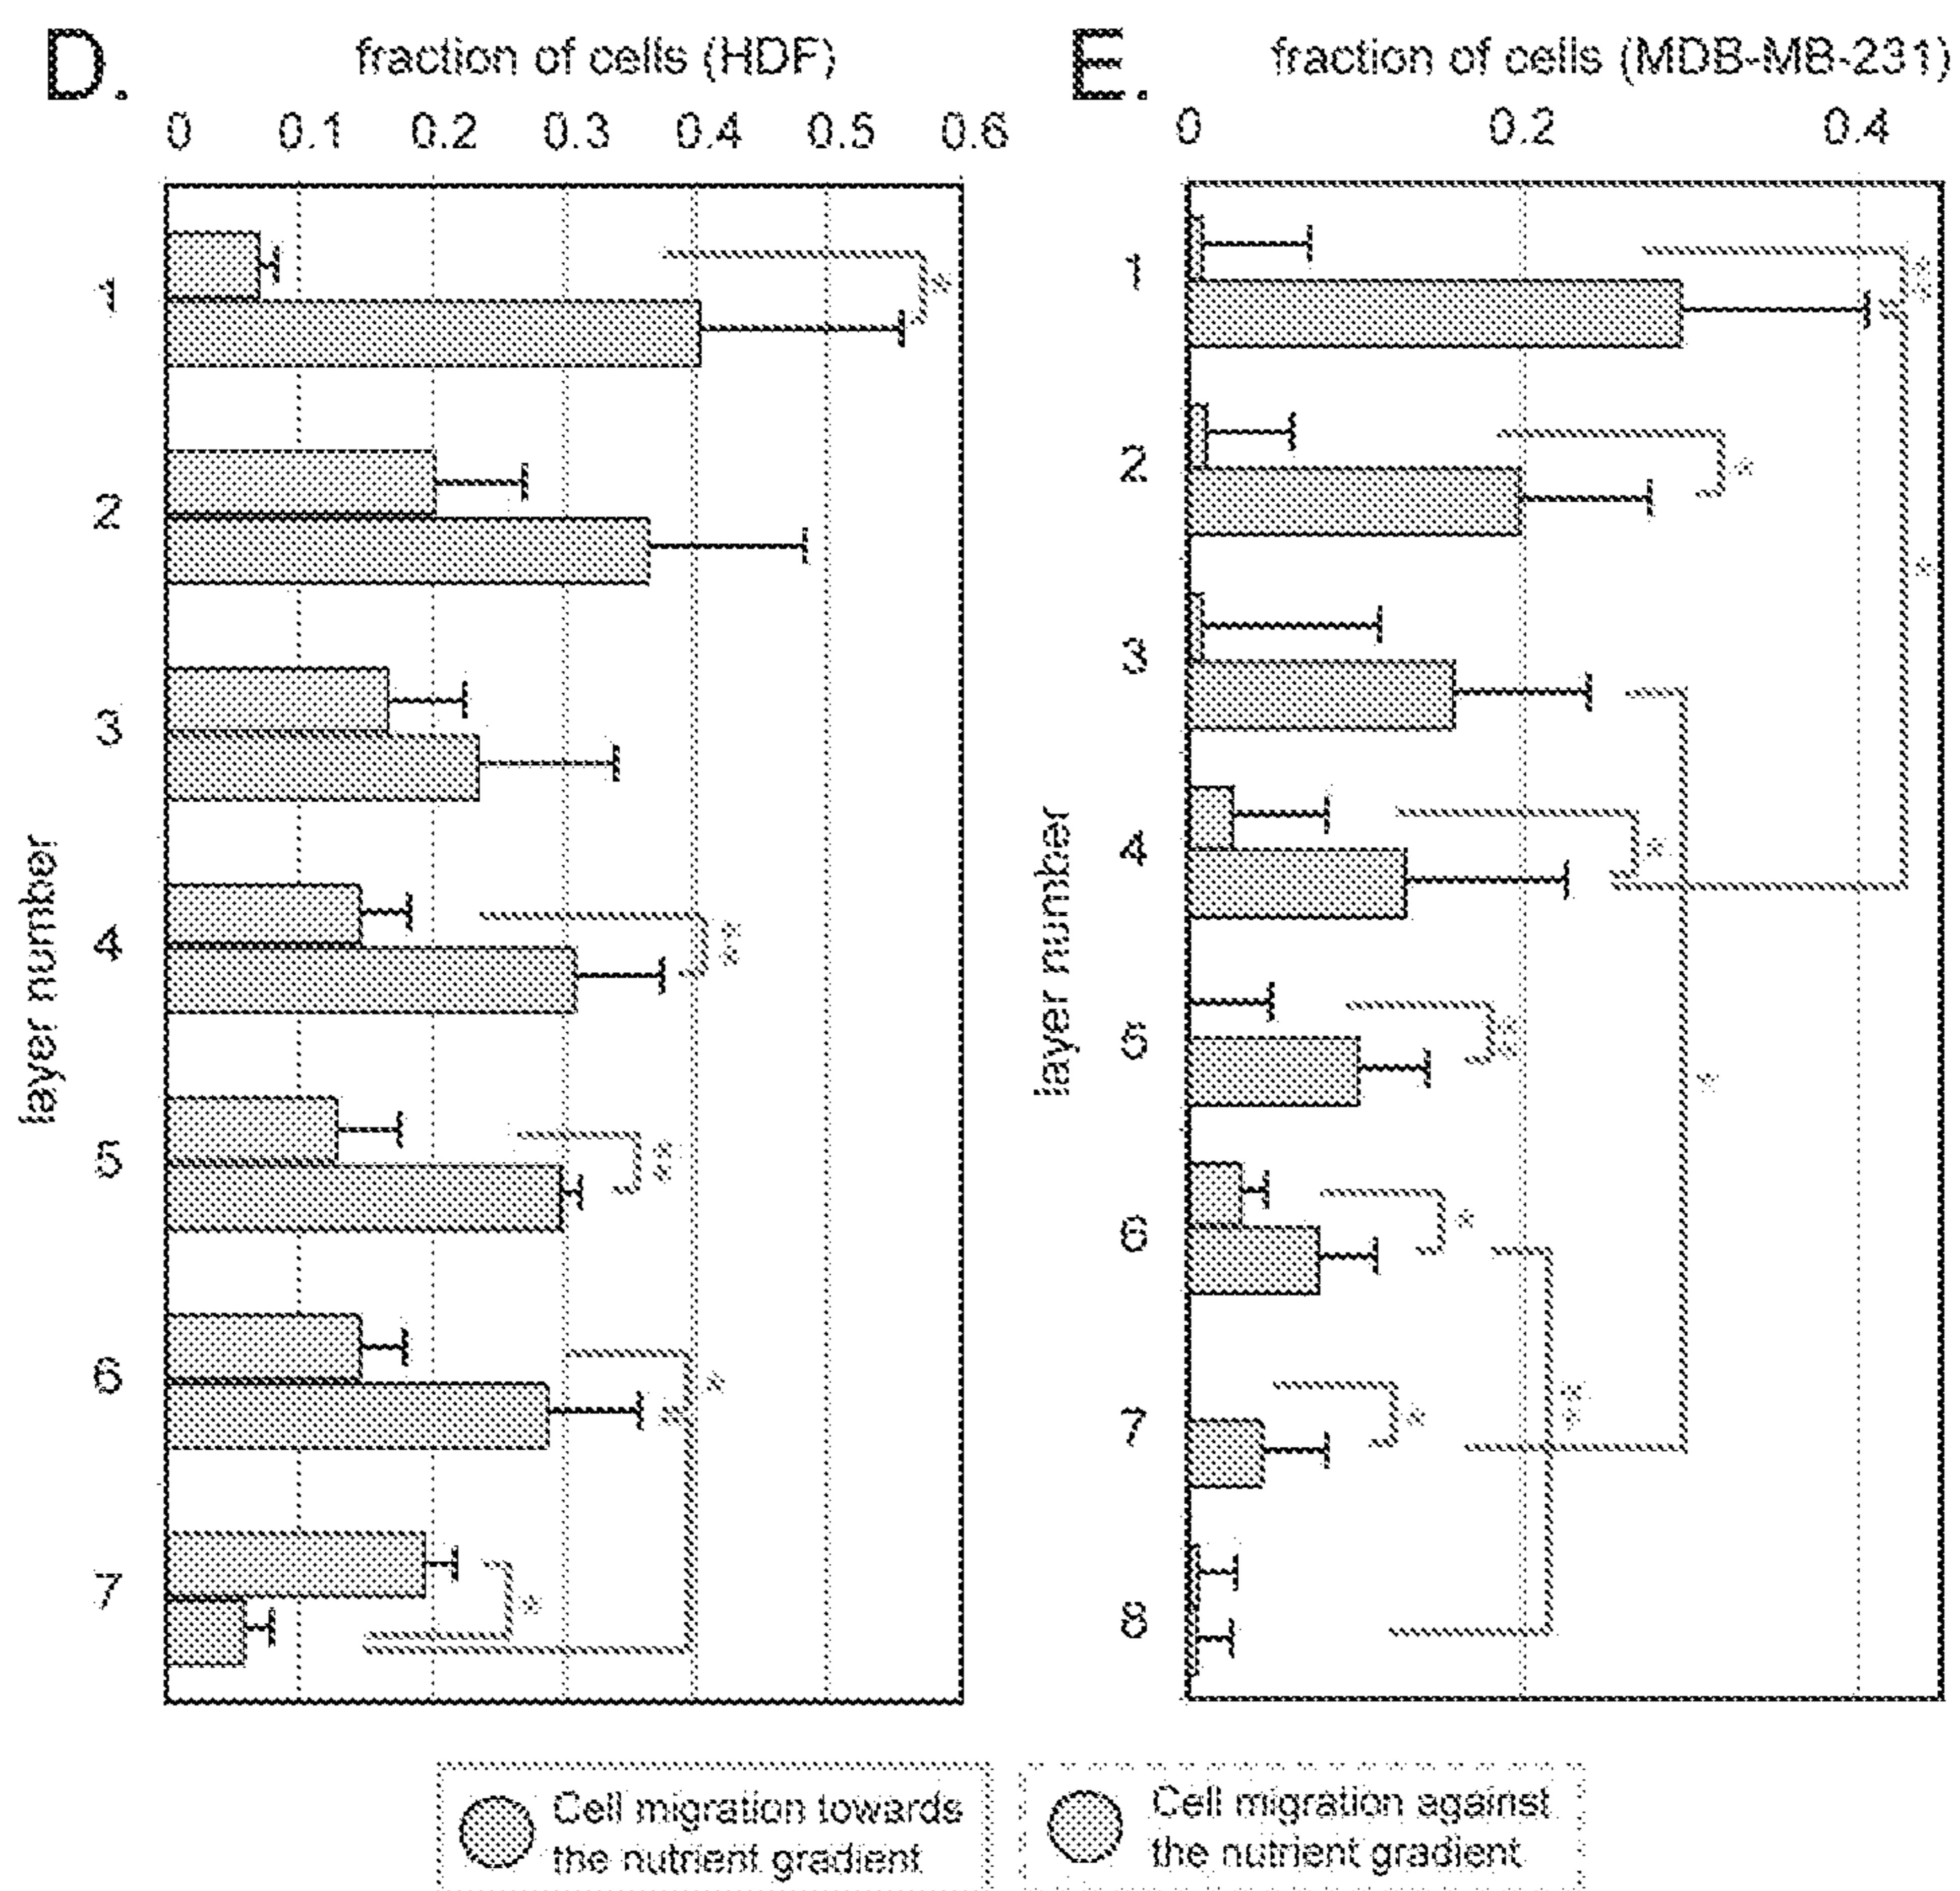 D.
fraction of cells (HDF)
0 0.1 0.2 0.3 0.4 0.5 0.6
layer number
1
*
2
3
4
**
5
**
6
*
7
*
E.
fraction of cells (MDB-MB-231)
0 0.2 0.4
layer number
1
**
2
*
*
3
4
*
5
**
*
6
*
7
*
**
8
Cell migration towards
the nutrient gradient
Cell migration against
the nutrient gradient